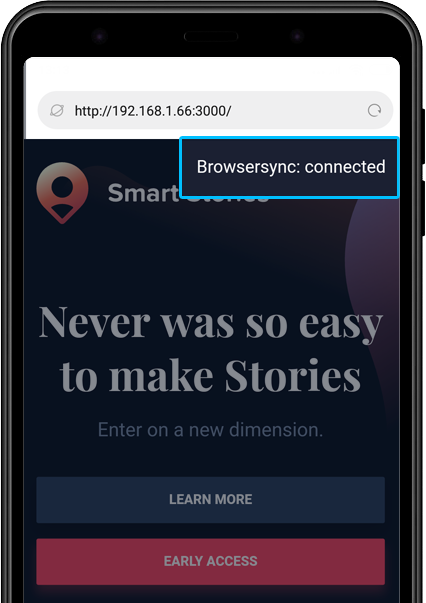 http://192.168.1.66:3000/
Browsersync: connected
Smart Stories
Never was so easy
to make Stories
Enter on a new dimension.
LEARN MORE
EARLY ACCESS